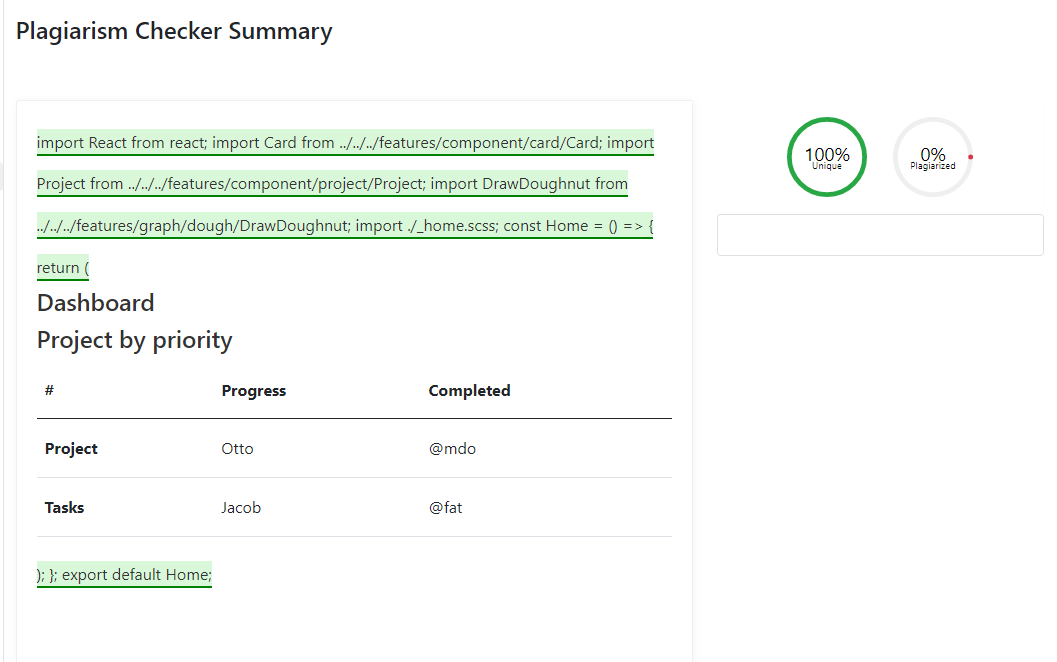 Plagiarism Checker Summary
import React from react; import Card from ../../../features/component/card/Card; import
Project from ../../../features/component/project/Project; import DrawDoughnut from
../../../features/graph/dough/DrawDoughnut; import ./_home.scss; const Home = () => {
return (
Dashboard
Project by priority
# Progress Completed
Project Otto @mdo
Tasks Jacob @fat
); }; export default Home;
100%
Unique
0%
Plagiarized